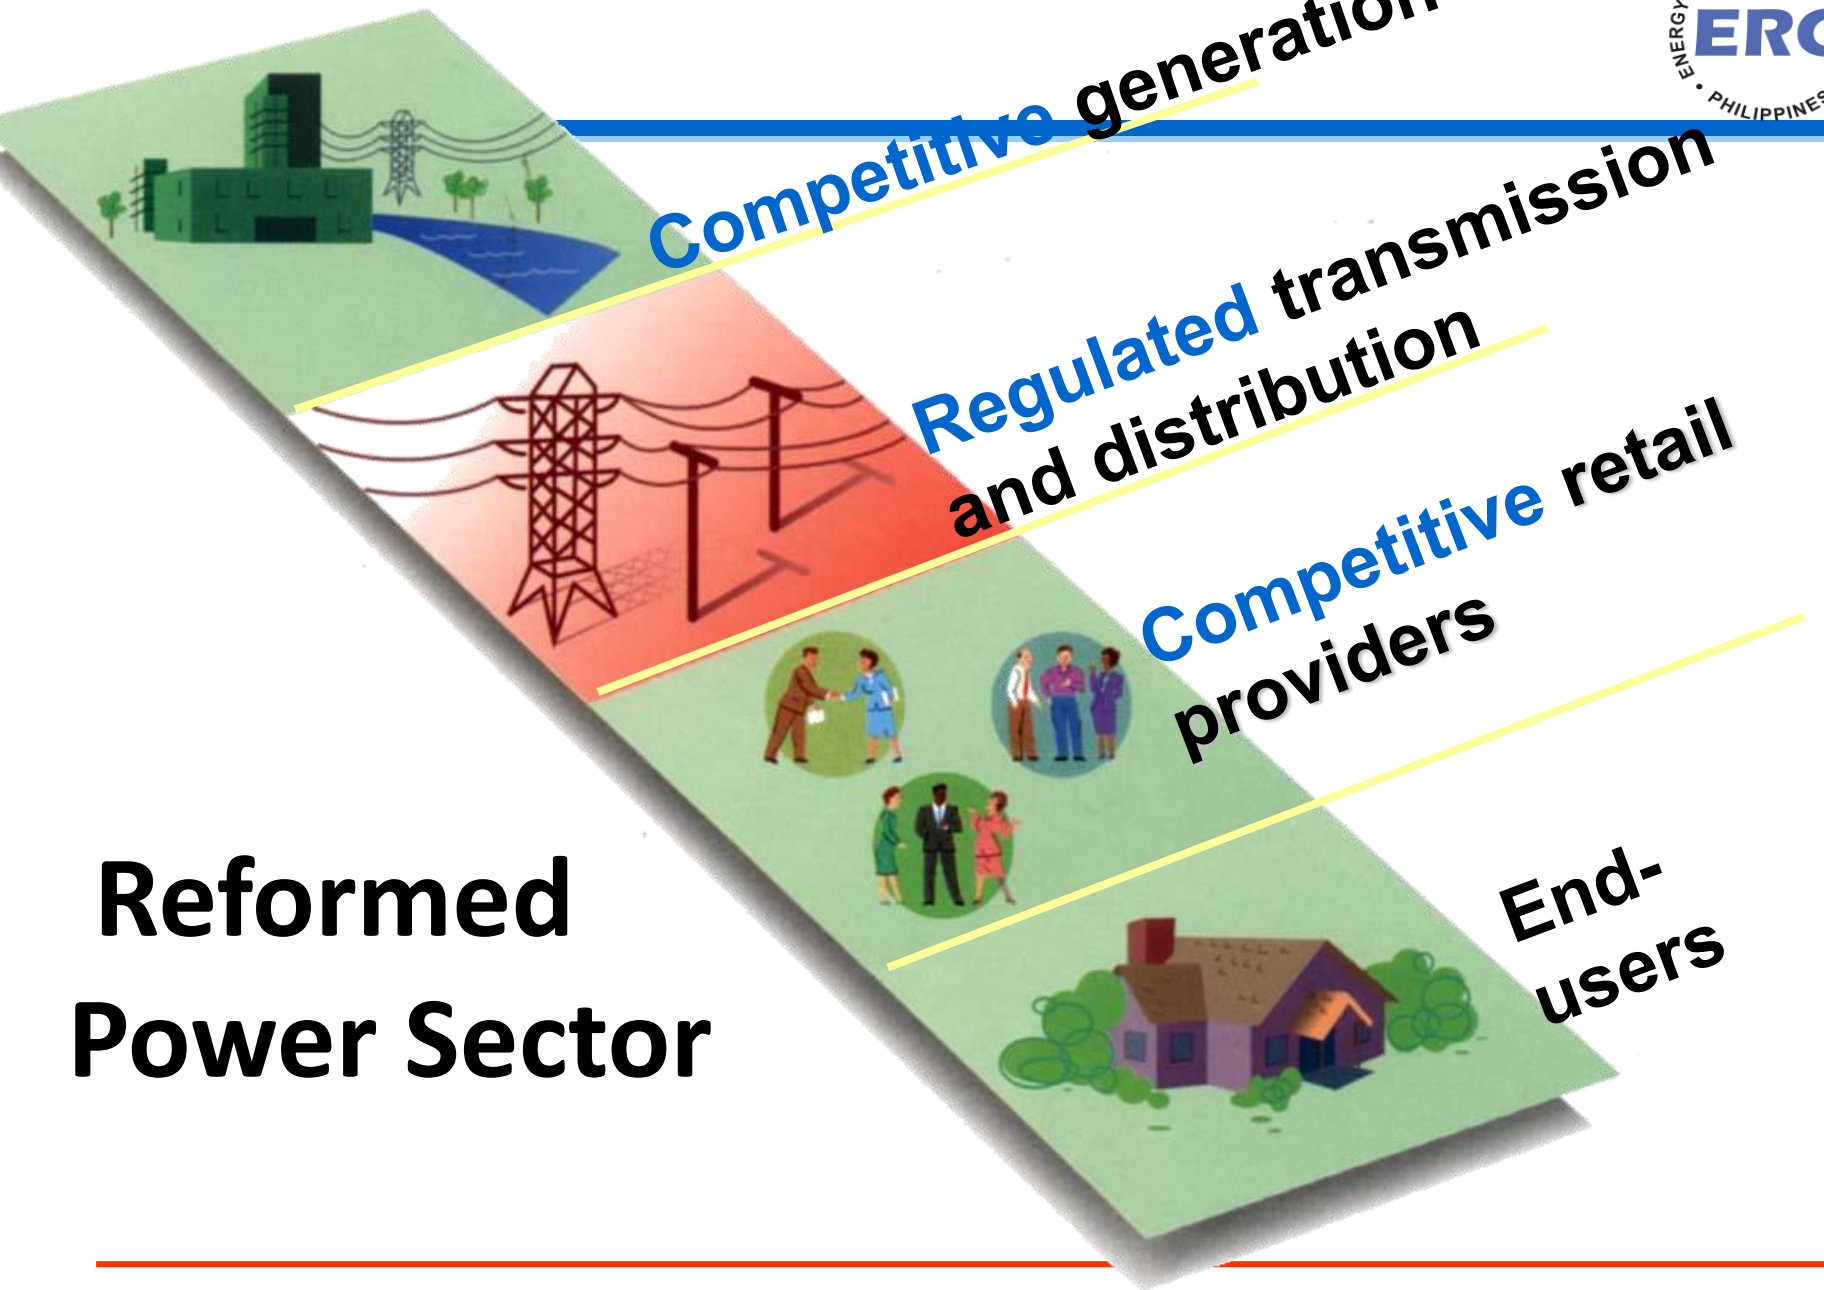 Competitive generation
ENERGY
ERC
• PHILIPPINES
Regulated transmission
and distribution
Competitive retail
providers
End-
users
Reformed
Power Sector